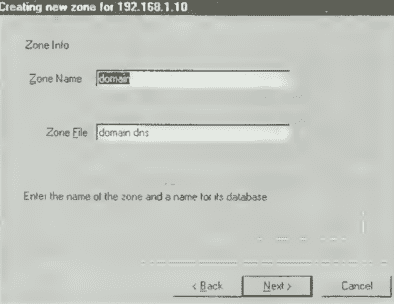 Creating new zone for 192.168.1.10
Zone Info
Zone Name domain
Zone File domain dns
Enter the name of the zone and a name for its database
< Back Next > Cancel